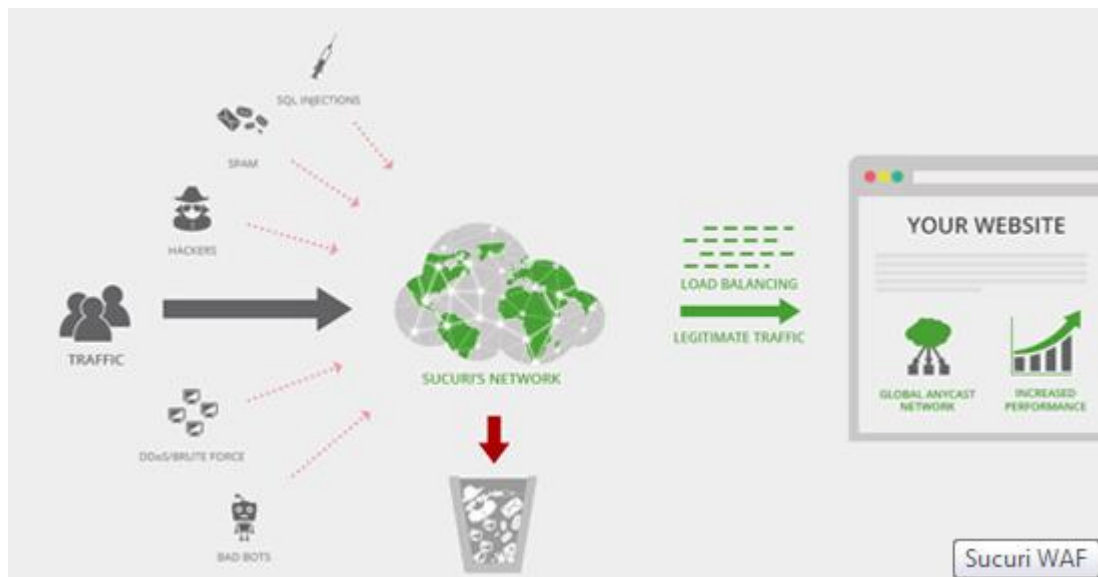 SQL INJECTIONS
SPAM
HACKERS
TRAFFIC
DDoS/BRUTE FORCE
BAD BOTS
SUCURI'S NETWORK
LOAD BALANCING
LEGITIMATE TRAFFIC
YOUR WEBSITE
GLOBAL ANYCAST
NETWORK
INCREASED
PERFORMANCE
Sucuri WAF